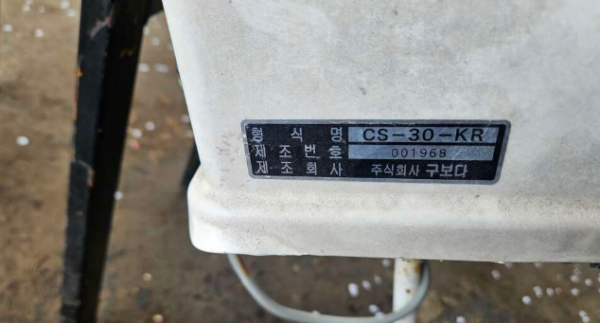 형식명 CS-30-KR
제조번호 001968
제조회사 주식회사 구보다